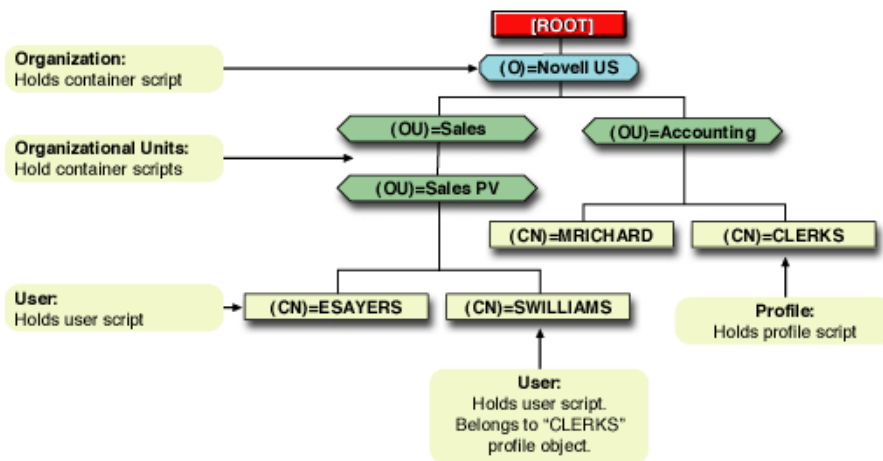 [ROOT]
Organization:
Holds container script
(O)=Novell US
(OU)=Sales
(OU)=Accounting
Organizational Units:
Hold container scripts
(OU)=Sales PV
(CN)=MRICHARD
(CN)=CLERKS
User:
Holds user script
(CN)=ESAYERS
(CN)=SWILLIAMS
Profile:
Holds profile script
User:
Holds user script.
Belongs to “CLERKS”
profile object.